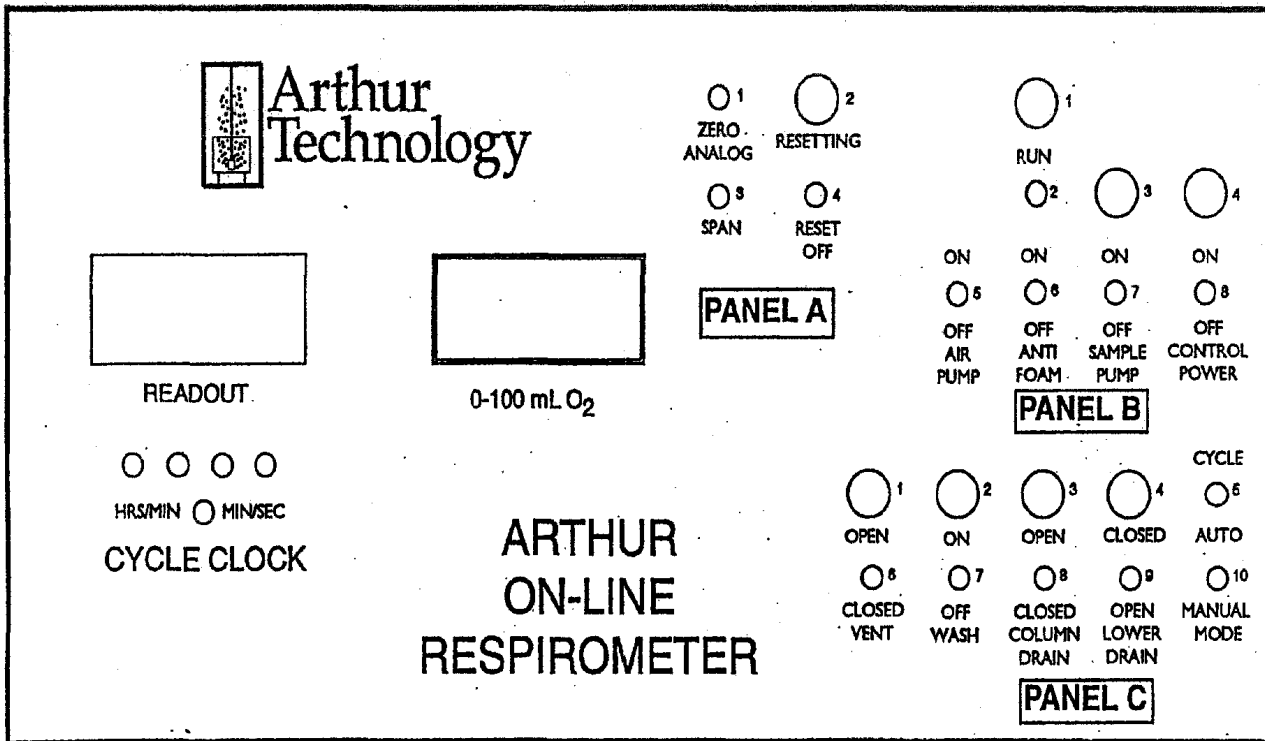 Arthur
Technology
1
ZERO
ANALOG
2
RESETTING
3
SPAN
4
RESET
OFF
PANEL A
1
RUN
2
3
4
ON ON ON ON
5 6 7 8
OFF
AIR
PUMP
OFF
ANTI
FOAM
OFF
SAMPLE
PUMP
OFF
CONTROL
POWER
PANEL B
READOUT
0-100 mL O2
HRS/MIN MIN/SEC
CYCLE CLOCK
ARTHUR
ON-LINE
RESPIROMETER
CYCLE
1 2 3 4 5
OPEN ON OPEN CLOSED AUTO
6 7 8 9 10
CLOSED
VENT
OFF
WASH
CLOSED
COLUMN
DRAIN
OPEN
LOWER
DRAIN
MANUAL
MODE
PANEL C